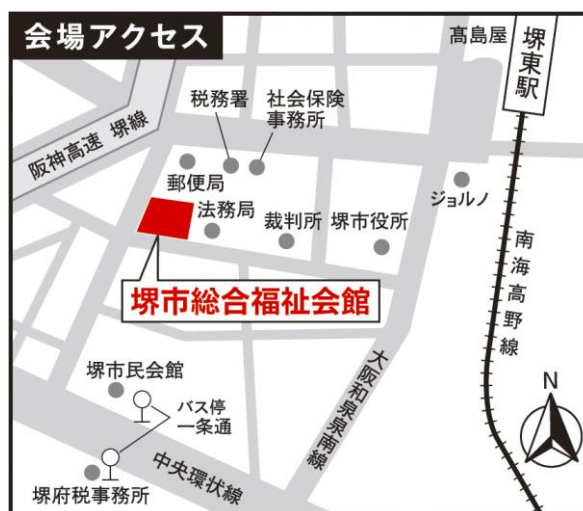 会場アクセス
髙島屋
堺東駅
阪神高速 堺線
税務署
社会保険
事務所
郵便局
法務局
裁判所
堺市役所
ジョルノ
堺市総合福祉会館
南海高野線
大阪和泉泉南線
堺市民会館
バス停
一条通
中央環状線
堺府税事務所
N